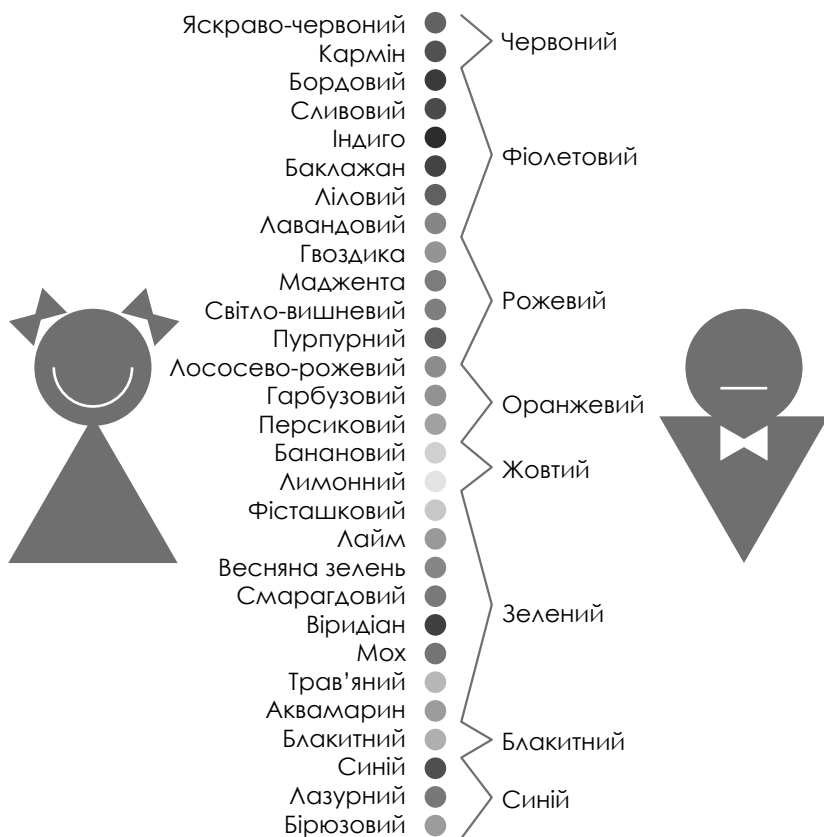 Яскраво-червоний
Кармін
Бордовий
Сливовий
Індиго
Баклажан
Ліловий
Лавандовий
Гвоздика
Маджента
Світло-вишневий
Пурпурний
Лососево-рожевий
Гарбузовий
Персиковий
Банановий
Лимонний
Фісташковий
Лайм
Весняна зелень
Смарагдовий
Віридіан
Мох
Трав’яний
Аквамарин
Блакитний
Синій
Лазурний
Бірюзовий
Червоний
Фіолетовий
Рожевий
Оранжевий
Жовтий
Зелений
Блакитний
Синій